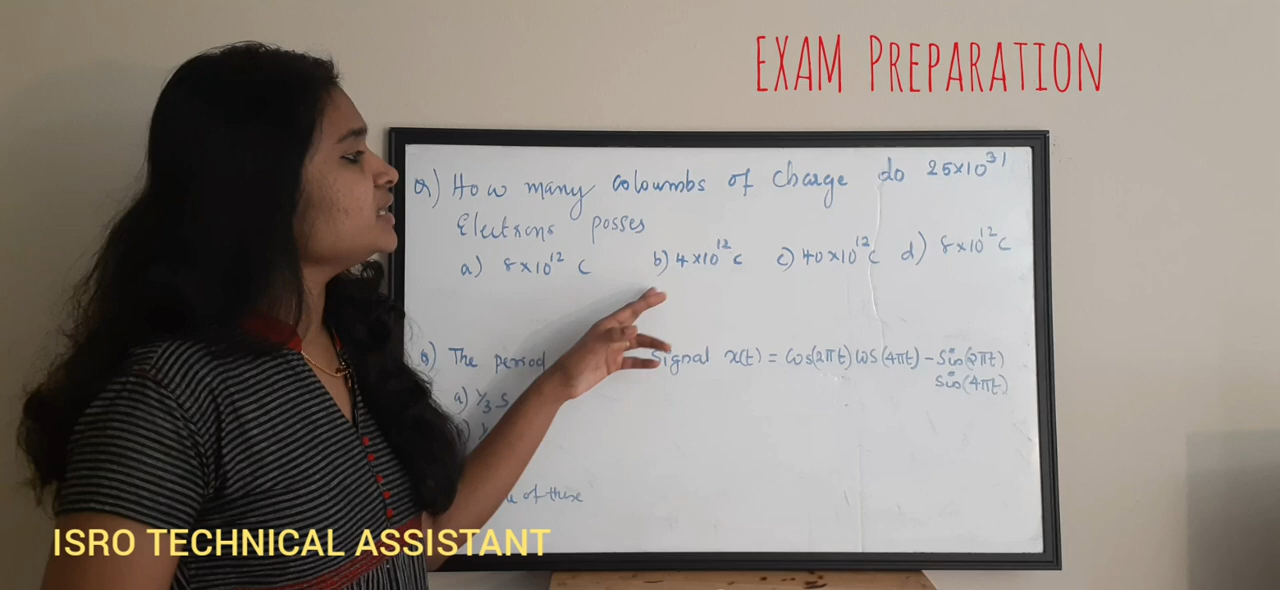 EXAM PREPARATION
Q) How many coloumbs of charge do 25×10^31
Electrons posses
a) 8×10^12 C b) 4×10^12 C c) 40×10^12 C d) 8×10^12 C
Q) The period signal x(t) = cos(2πt) cos(4πt) – sin(2πt)
sin(4πt)
a) 1/3 s
of these
ISRO TECHNICAL ASSISTANT